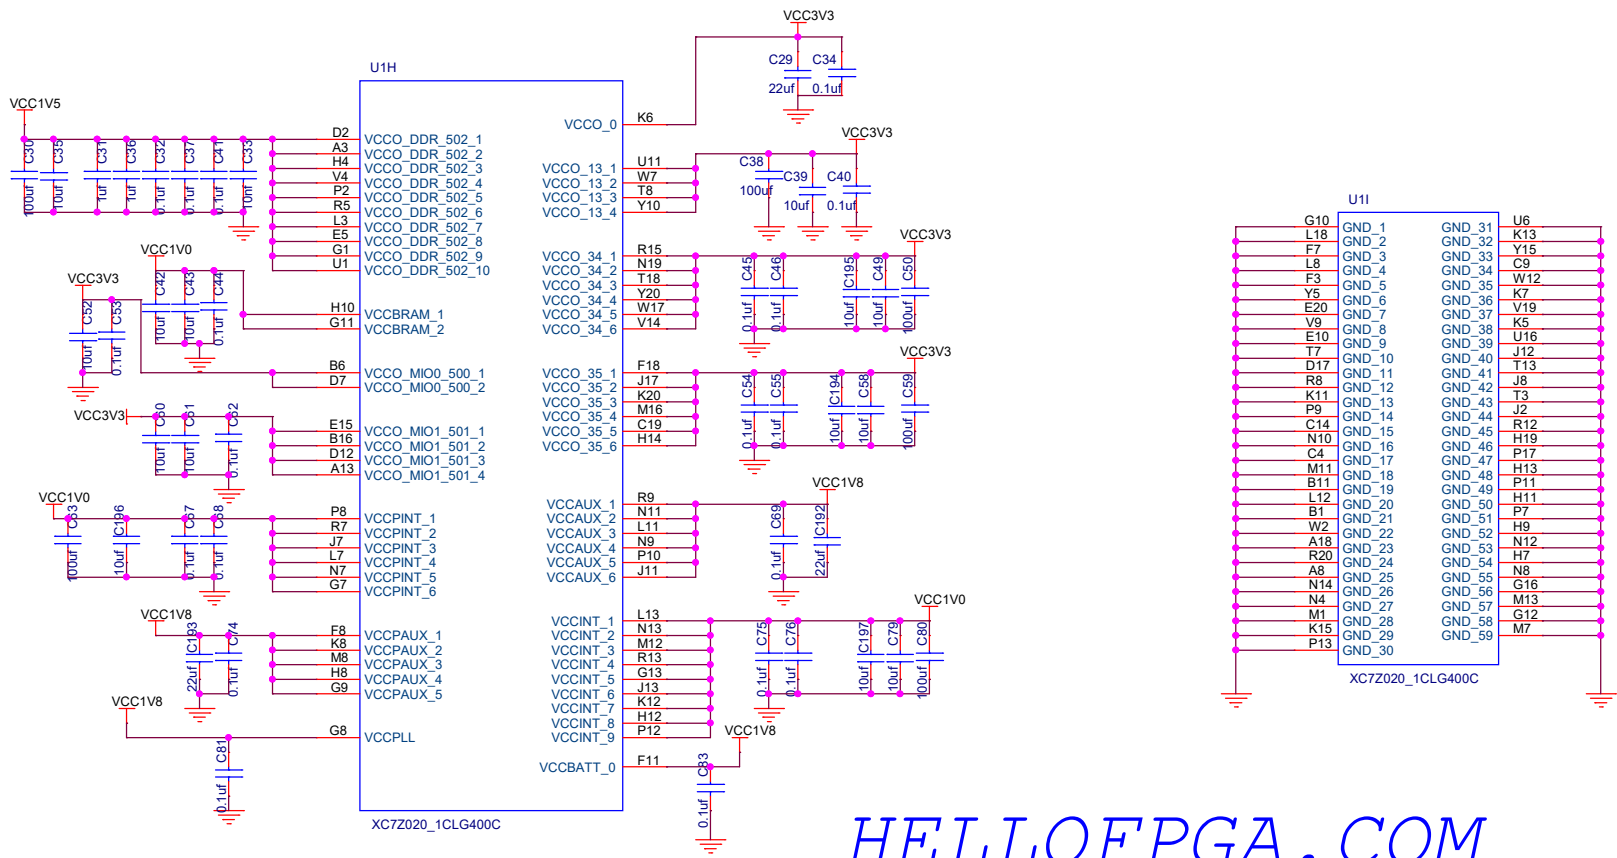 VCC3V3
C29 C34
22uf 0.1uf
U1H
VCC1V5
C30 C35 C31 C36 C32 C37 C41 C33
100uf 10uf 1uf 1uf 0.1uf 0.1uf 0.1uf 10nf
D2 VCCO_DDR_502_1
A3 VCCO_DDR_502_2
H4 VCCO_DDR_502_3
V4 VCCO_DDR_502_4
P2 VCCO_DDR_502_5
R5 VCCO_DDR_502_6
L3 VCCO_DDR_502_7
E5 VCCO_DDR_502_8
G1 VCCO_DDR_502_9
U1 VCCO_DDR_502_10
VCC1V0
C42 C43 C44
10uf 10uf 0.1uf
H10 VCCBRAM_1
G11 VCCBRAM_2
VCC3V3
C52 C53
10uf 0.1uf
B6 VCCO_MIO0_500_1
D7 VCCO_MIO0_500_2
VCC3V3
C60 C61 C62
10uf 10uf 0.1uf
E15 VCCO_MIO1_501_1
B16 VCCO_MIO1_501_2
D12 VCCO_MIO1_501_3
A13 VCCO_MIO1_501_4
VCC1V0
C63 C196 C67 C68
100uf 10uf 0.1uf 0.1uf
P8 VCCPINT_1
R7 VCCPINT_2
J7 VCCPINT_3
L7 VCCPINT_4
N7 VCCPINT_5
G7 VCCPINT_6
VCC1V8
C193 C74
22uf 0.1uf
F8 VCCPAUX_1
K8 VCCPAUX_2
M8 VCCPAUX_3
H8 VCCPAUX_4
G9 VCCPAUX_5
VCC1V8
G8 VCCPLL
C81
0.1uf
XC7Z020_1CLG400C
VCCO_0 K6
VCC3V3
VCCO_13_1 U11
VCCO_13_2 W7
VCCO_13_3 T8
VCCO_13_4 Y10
C38 C39 C40
100uf 10uf 0.1uf
VCC3V3
VCCO_34_1 R15
VCCO_34_2 N19
VCCO_34_3 T18
VCCO_34_4 Y20
VCCO_34_5 W17
VCCO_34_6 V14
C45 C46 C195 C49 C50
0.1uf 0.1uf 10uf 10uf 100uf
VCC3V3
VCCO_35_1 F18
VCCO_35_2 J17
VCCO_35_3 K20
VCCO_35_4 M16
VCCO_35_5 C19
VCCO_35_6 H14
C54 C55 C194 C58 C59
0.1uf 0.1uf 10uf 10uf 100uf
VCC1V8
VCCAUX_1 R9
VCCAUX_2 N11
VCCAUX_3 L11
VCCAUX_4 N9
VCCAUX_5 P10
VCCAUX_6 J11
C69 C192
0.1uf 22uf
VCC1V0
VCCINT_1 L13
VCCINT_2 N13
VCCINT_3 M12
VCCINT_4 R13
VCCINT_5 G13
VCCINT_6 J13
VCCINT_7 K12
VCCINT_8 H12
VCCINT_9 P12
C75 C76 C197 C79 C80
0.1uf 0.1uf 10uf 10uf 100uf
VCC1V8
VCCBATT_0 F11
C83
0.1uf
U1I
G10 GND_1 GND_31 U6
L18 GND_2 GND_32 K13
F7 GND_3 GND_33 Y15
L8 GND_4 GND_34 C9
F3 GND_5 GND_35 W12
Y5 GND_6 GND_36 K7
E20 GND_7 GND_37 V19
V9 GND_8 GND_38 K5
E10 GND_9 GND_39 U16
T7 GND_10 GND_40 J12
D17 GND_11 GND_41 T13
R8 GND_12 GND_42 J8
K11 GND_13 GND_43 T3
P9 GND_14 GND_44 J2
C14 GND_15 GND_45 R12
N10 GND_16 GND_46 H19
C4 GND_17 GND_47 P17
M11 GND_18 GND_48 H13
B11 GND_19 GND_49 P11
L12 GND_20 GND_50 H11
B1 GND_21 GND_51 P7
W2 GND_22 GND_52 H9
A18 GND_23 GND_53 N12
R20 GND_24 GND_54 H7
A8 GND_25 GND_55 N8
N14 GND_26 GND_56 G16
N4 GND_27 GND_57 M13
M1 GND_28 GND_58 G12
K15 GND_29 GND_59 M7
P13 GND_30
XC7Z020_1CLG400C
HELLOFPGA.COM